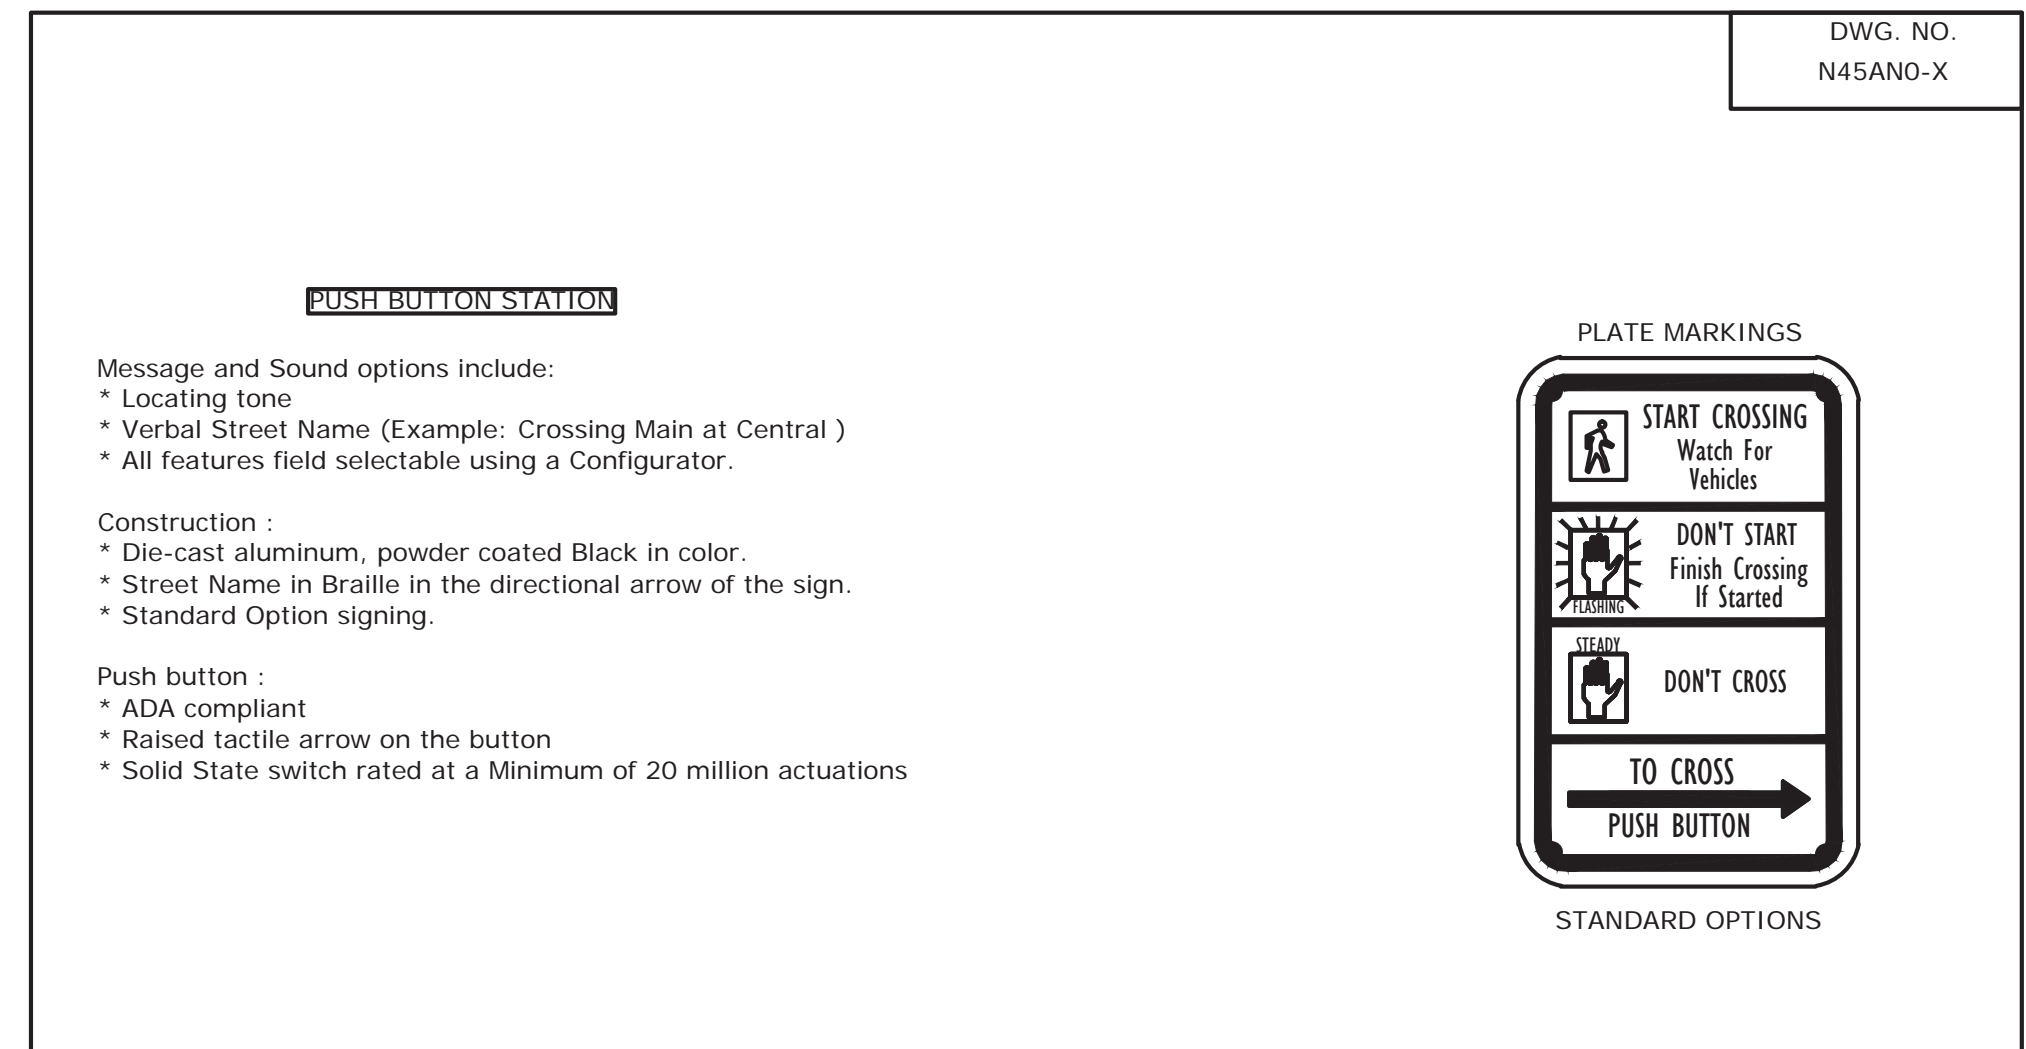 DWG. NO.
N45AN0-X
PUSH BUTTON STATION
Message and Sound options include:
* Locating tone
* Verbal Street Name (Example: Crossing Main at Central )
* All features field selectable using a Configurator.
Construction :
* Die-cast aluminum, powder coated Black in color.
* Street Name in Braille in the directional arrow of the sign.
* Standard Option signing.
Push button :
* ADA compliant
* Raised tactile arrow on the button
* Solid State switch rated at a Minimum of 20 million actuations
PLATE MARKINGS
START CROSSING
Watch For
Vehicles
DON'T START
Finish Crossing
If Started
FLASHING
STEADY
DON'T CROSS
TO CROSS
PUSH BUTTON
STANDARD OPTIONS